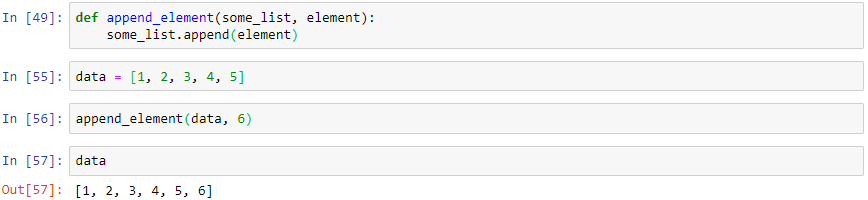 In [49]: def append_element(some_list, element):
    some_list.append(element)
In [55]: data = [1, 2, 3, 4, 5]
In [56]: append_element(data, 6)
In [57]: data
Out[57]: [1, 2, 3, 4, 5, 6]